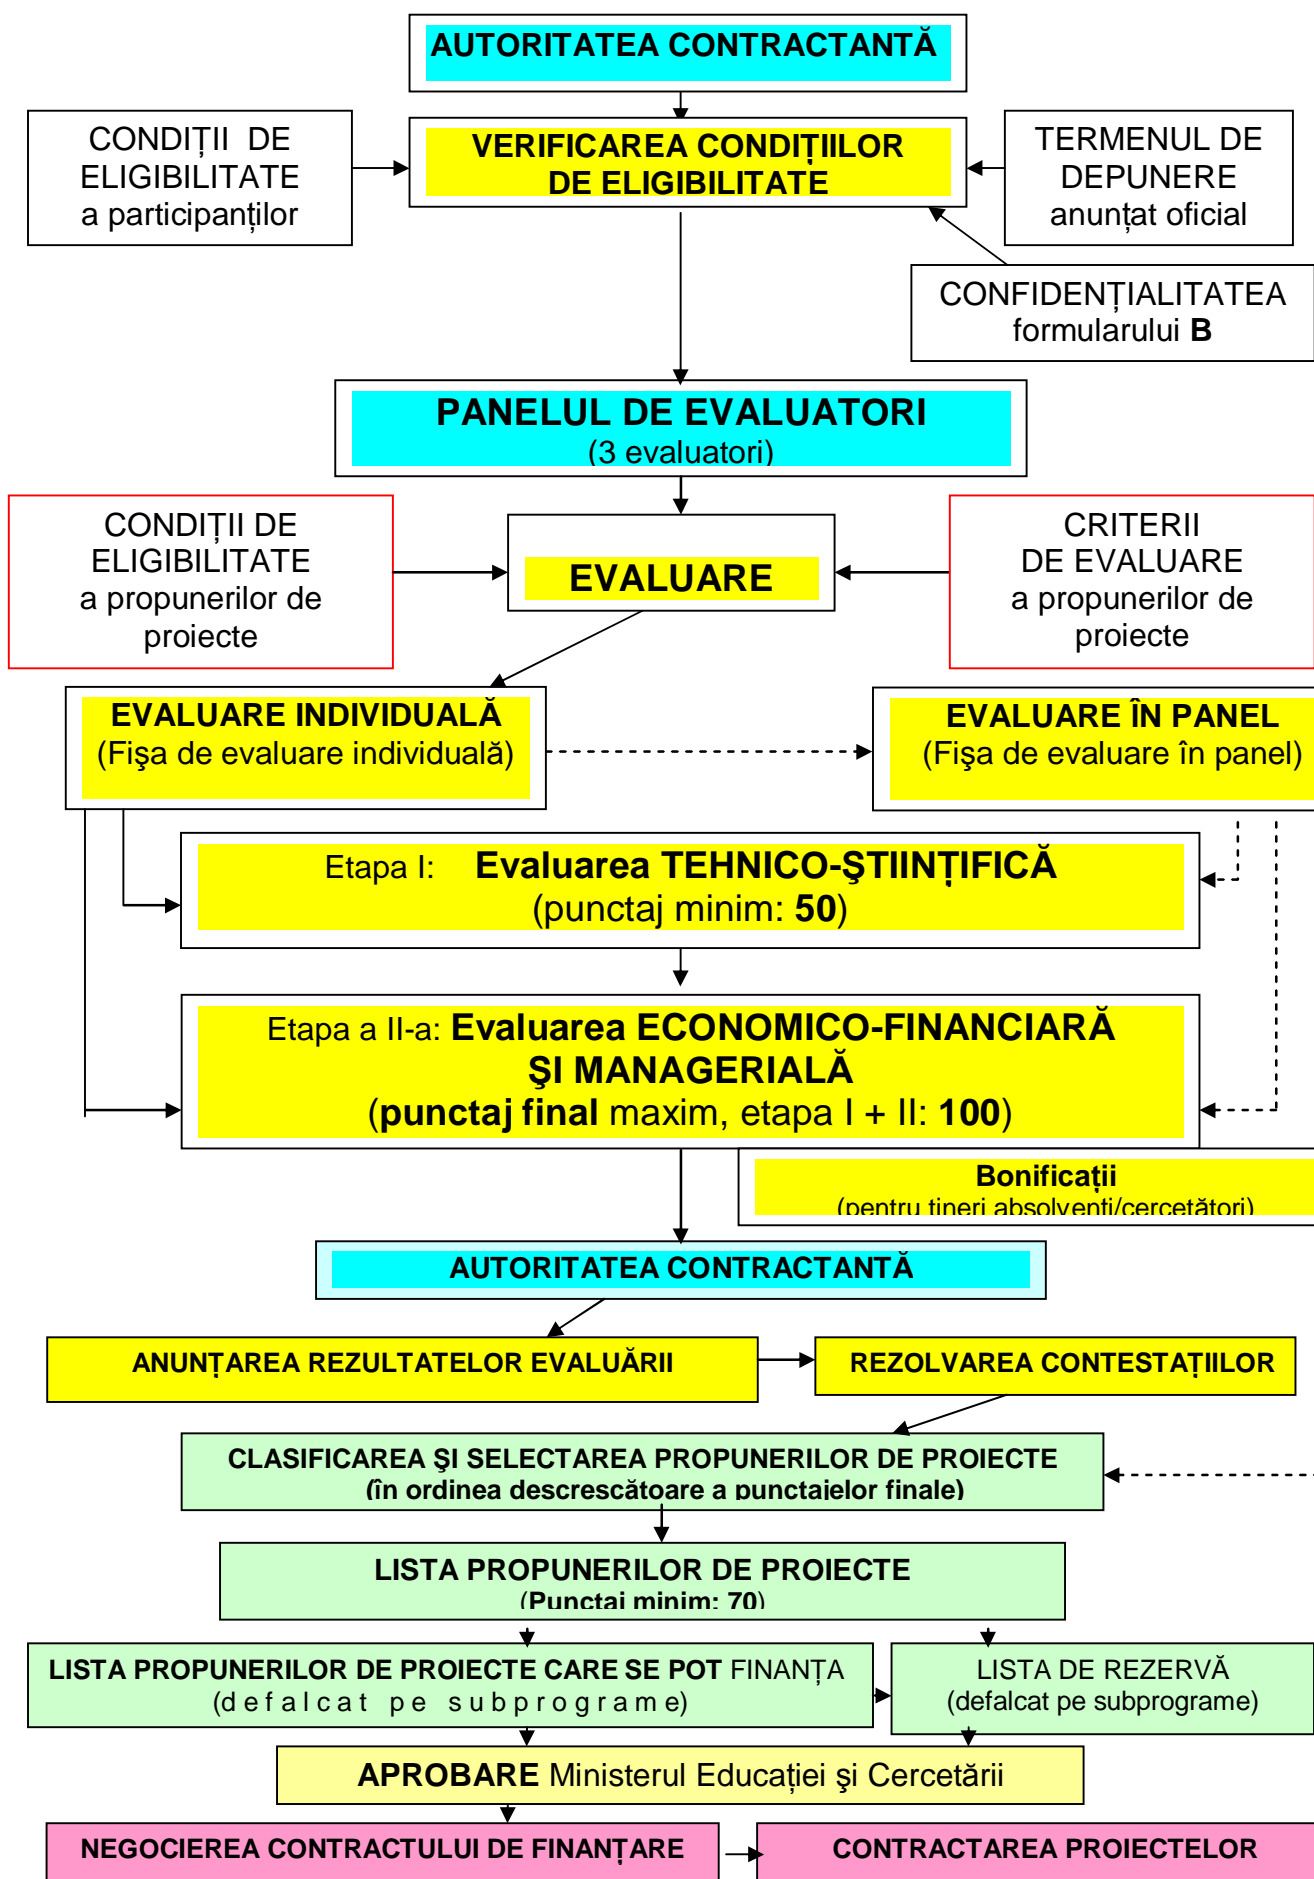 AUTORITATEA CONTRACTANTĂ
CONDIȚII DE
ELIGIBILITATE
a participanților
VERIFICAREA CONDIȚIILOR
DE ELIGIBILITATE
TERMENUL DE
DEPUNERE
anunțat oficial
CONFIDENȚIALITATEA
formularului B
PANELUL DE EVALUATORI
(3 evaluatori)
CONDIȚII DE
ELIGIBILITATE
a propunerilor de
proiecte
EVALUARE
CRITERII
DE EVALUARE
a propunerilor de
proiecte
EVALUARE INDIVIDUALĂ
(Fişa de evaluare individuală)
EVALUARE ÎN PANEL
(Fişa de evaluare în panel)
Etapa I: Evaluarea TEHNICO-ŞTIINȚIFICĂ
(punctaj minim: 50)
Etapa a II-a: Evaluarea ECONOMICO-FINANCIARĂ
ŞI MANAGERIALĂ
(punctaj final maxim, etapa I + II: 100)
Bonificații
(pentru tineri absolvenți/cercetători)
AUTORITATEA CONTRACTANTĂ
ANUNȚAREA REZULTATELOR EVALUĂRII
REZOLVAREA CONTESTAȚIILOR
CLASIFICAREA ŞI SELECTAREA PROPUNERILOR DE PROIECTE
(în ordinea descrescătoare a punctajelor finale)
LISTA PROPUNERILOR DE PROIECTE
(Punctaj minim: 70)
LISTA PROPUNERILOR DE PROIECTE CARE SE POT FINANȚA
(defalcat pe subprograme)
LISTA DE REZERVĂ
(defalcat pe subprograme)
APROBARE Ministerul Educației şi Cercetării
NEGOCIEREA CONTRACTULUI DE FINANȚARE
CONTRACTAREA PROIECTELOR